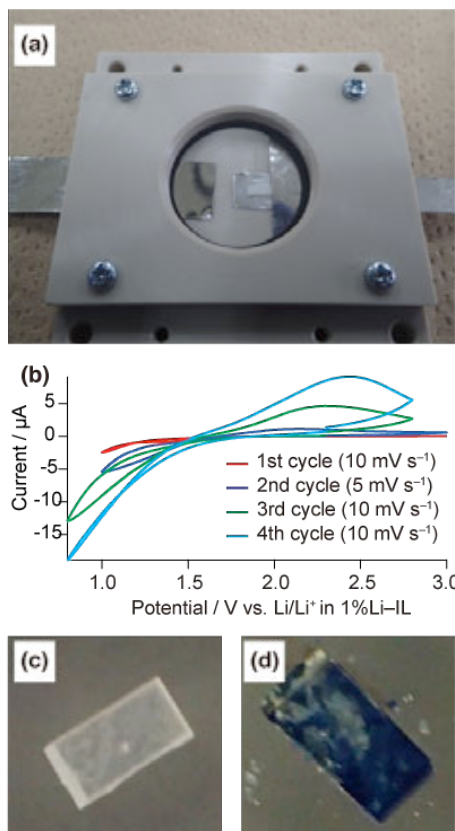 (a)
(b)
Current / µA
5
0
-5
-10
-15
1st cycle (10 mV s⁻¹)
2nd cycle (5 mV s⁻¹)
3rd cycle (10 mV s⁻¹)
4th cycle (10 mV s⁻¹)
1.0 1.5 2.0 2.5 3.0
Potential / V vs. Li/Li⁺ in 1%Li–IL
(c) (d)